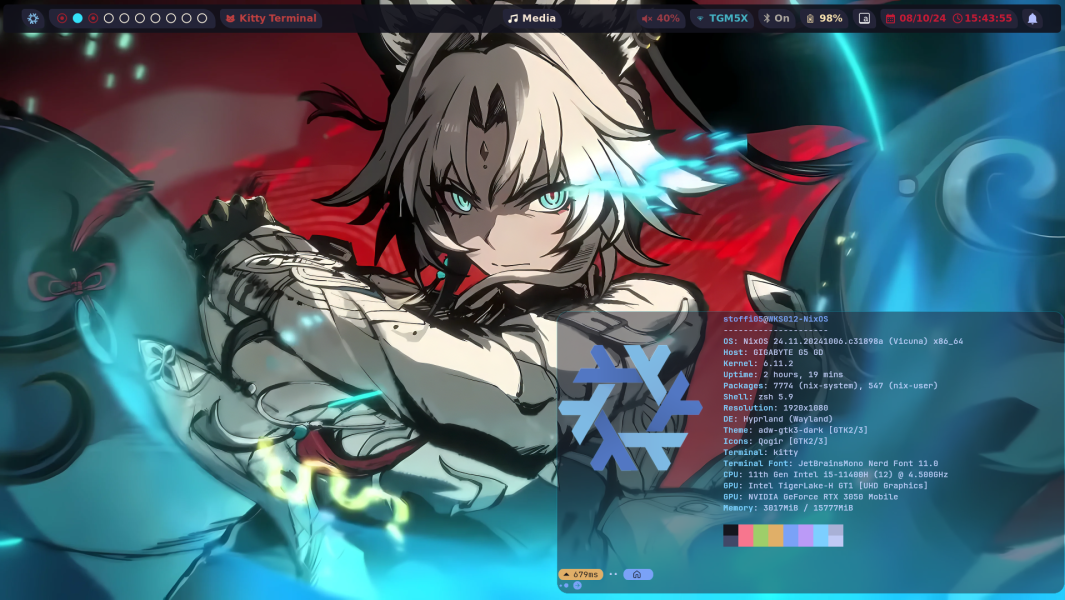 Kitty Terminal
Media
40%
TGM5X
On
98%
08/10/24
15:43:55
stoffi05@WKS012-NixOS
----------------------
OS: NixOS 24.11.20241006.c31898a (Vicuna) x86_64
Host: GIGABYTE G5 GD
Kernel: 6.11.2
Uptime: 2 hours, 19 mins
Packages: 7774 (nix-system), 547 (nix-user)
Shell: zsh 5.9
Resolution: 1920x1080
DE: Hyprland (Wayland)
Theme: adw-gtk3-dark [GTK2/3]
Icons: Qogir [GTK2/3]
Terminal: kitty
Terminal Font: JetBrainsMono Nerd Font 11.0
CPU: 11th Gen Intel i5-11400H (12) @ 4.500GHz
GPU: Intel TigerLake-H GT1 [UHD Graphics]
GPU: NVIDIA GeForce RTX 3050 Mobile
Memory: 3017MiB / 15777MiB
679ms